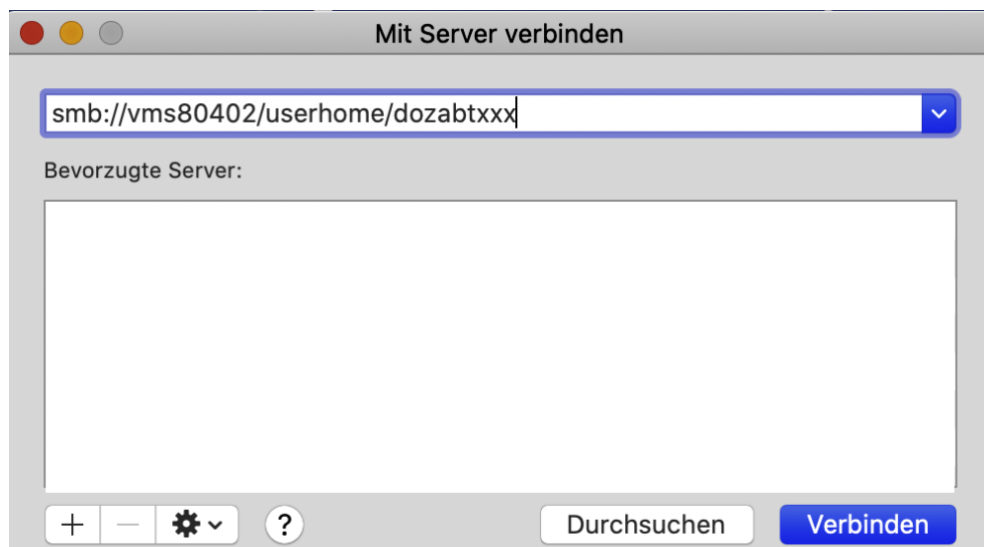 Mit Server verbinden
smb://vms80402/userhome/dozabtxxx
Bevorzugte Server:
?
Durchsuchen
Verbinden